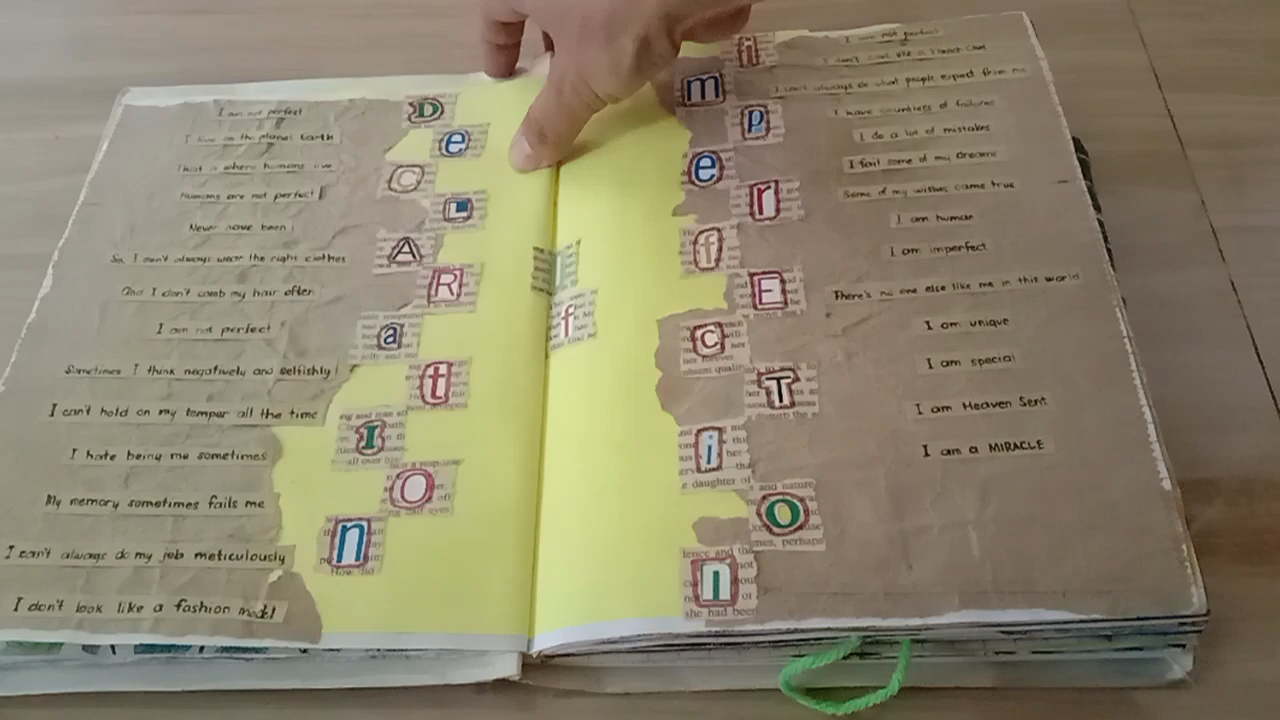 DeCLARatIOn
I am not perfect
I live on the planet Earth
That is where humans live
Humans are not perfect
Never have been!
So, I don't always wear the right clothes
And I don't comb my hair often
I am not perfect
Sometimes I think negatively and selfishly!
I can't hold on my temper all the time
I hate being me sometimes
My memory sometimes fails me
I can't always do my job meticulously
I don't look like a fashion model
of
imperfEcTiOn
I am not perfect
I don't cook like a French Chef
I can't always do what people expect from me
I have countless of failures
I do a lot of mistakes
I fail some of my dreams
Some of my wishes came true
I am human
I am imperfect
There's no one else like me in this world
I am unique
I am special
I am Heaven Sent
I am a MIRACLE